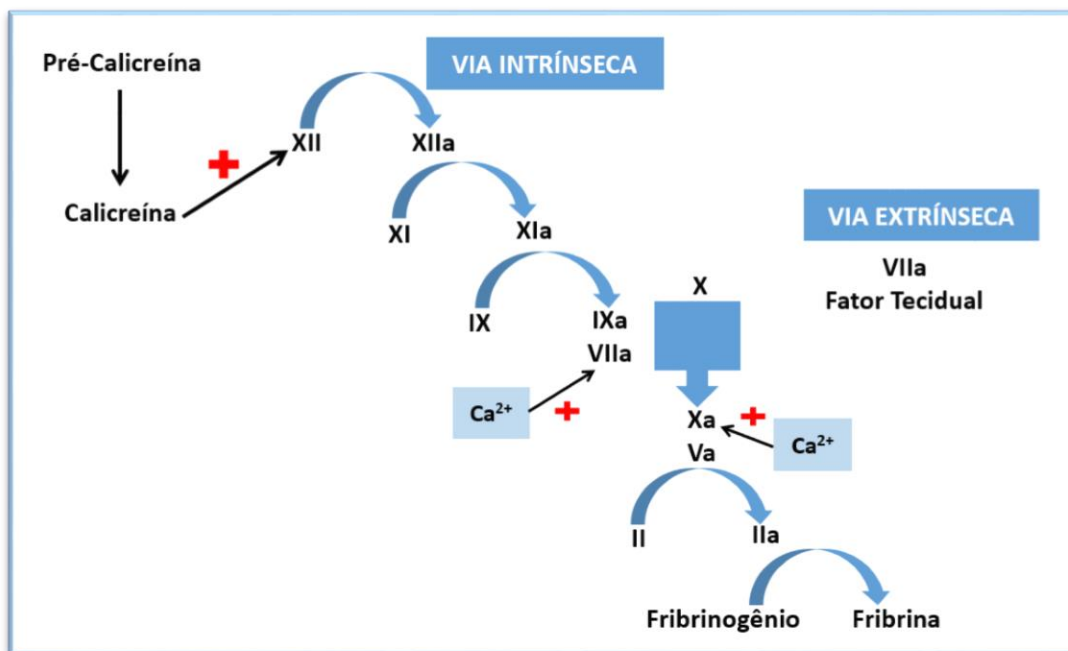 Pré-Calicreína
VIA INTRÍNSECA
XII
XIIa
Calicreína
XI
XIa
VIA EXTRÍNSECA
VIIa
Fator Tecidual
X
IX
IXa
VIIa
Ca²⁺
Xa
Va
Ca²⁺
II
IIa
Fribrinogênio
Fribrina